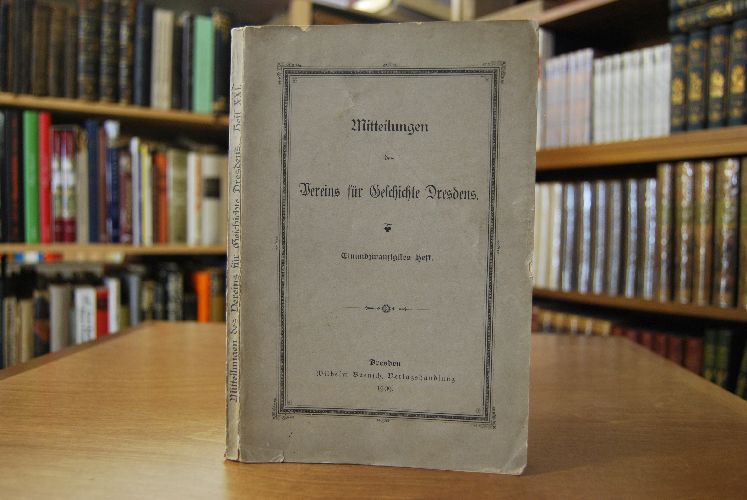 Mitteilungen
des
Vereins für Geschichte Dresdens.
Einundzwanzigstes Heft.
Dresden
Wilhelm Baensch, Verlagshandlung
1909.
Mitteilungen des Vereins für Geschichte Dresdens. Heft XXI.